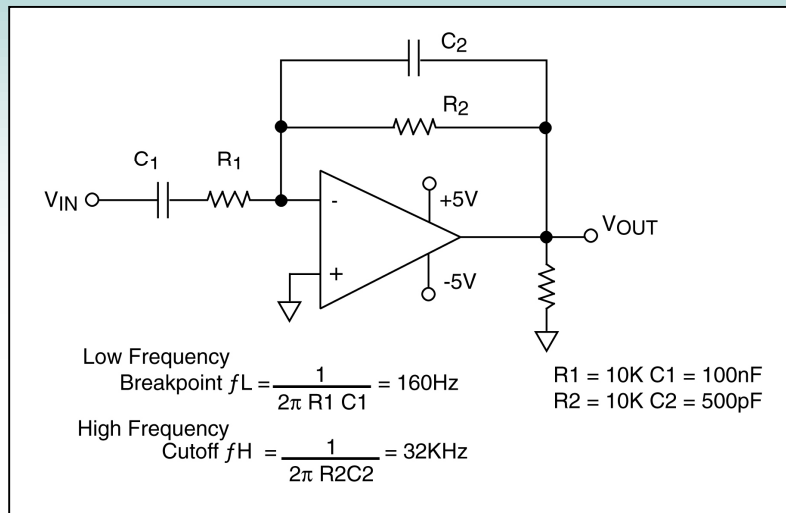 C2
R2
C1
R1
VIN
-
+5V
VOUT
+
-5V
Low Frequency
Breakpoint ƒL = 1 / 2π R1 C1 = 160Hz
High Frequency
Cutoff ƒH = 1 / 2π R2C2 = 32KHz
R1 = 10K C1 = 100nF
R2 = 10K C2 = 500pF